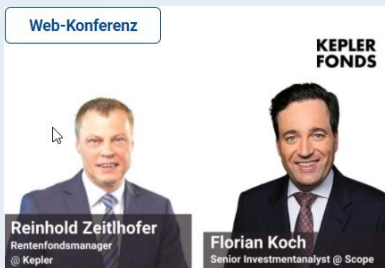 Web-Konferenz
KEPLER
FONDS
Reinhold Zeitlhofer
Rentenfondsmanager
@ Kepler
Florian Koch
Senior Investmentanalyst @ Scope